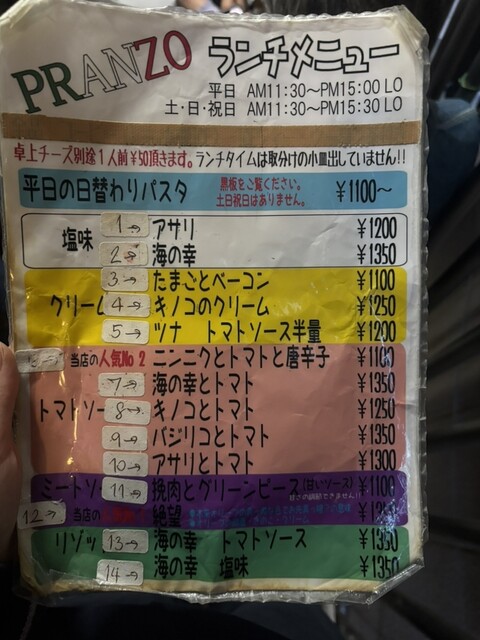 PRANZO ランチメニュー
平日 AM11:30〜PM15:00 LO
土・日・祝日 AM11:30〜PM15:30 LO
卓上チーズ別途1人前¥50頂きます。ランチタイムは取分けの小皿出していません!!
平日の日替わりパスタ 黒板をご覧ください。 ¥1100〜
土日祝日はありません。
塩味
1→ アサリ ¥1200
2→ 海の幸 ¥1350
3→ たまごとベーコン ¥1100
クリーム 4→ キノコのクリーム ¥1250
5→ ツナ トマトソース半量 ¥1200
当店の人気No 2 ニンニクとトマトと唐辛子 ¥1100
7→ 海の幸とトマト ¥1350
トマトソー 8→ キノコとトマト ¥1250
9→ バジリコとトマト ¥1350
10→ アサリとトマト ¥1300
ミートソ 11→ 挽肉とグリーンピース(甘いソース) ¥1100
12→ 当店の 絶望
リゾッ 13→ 海の幸 トマトソース ¥1350
14→ 海の幸 塩味 ¥1350